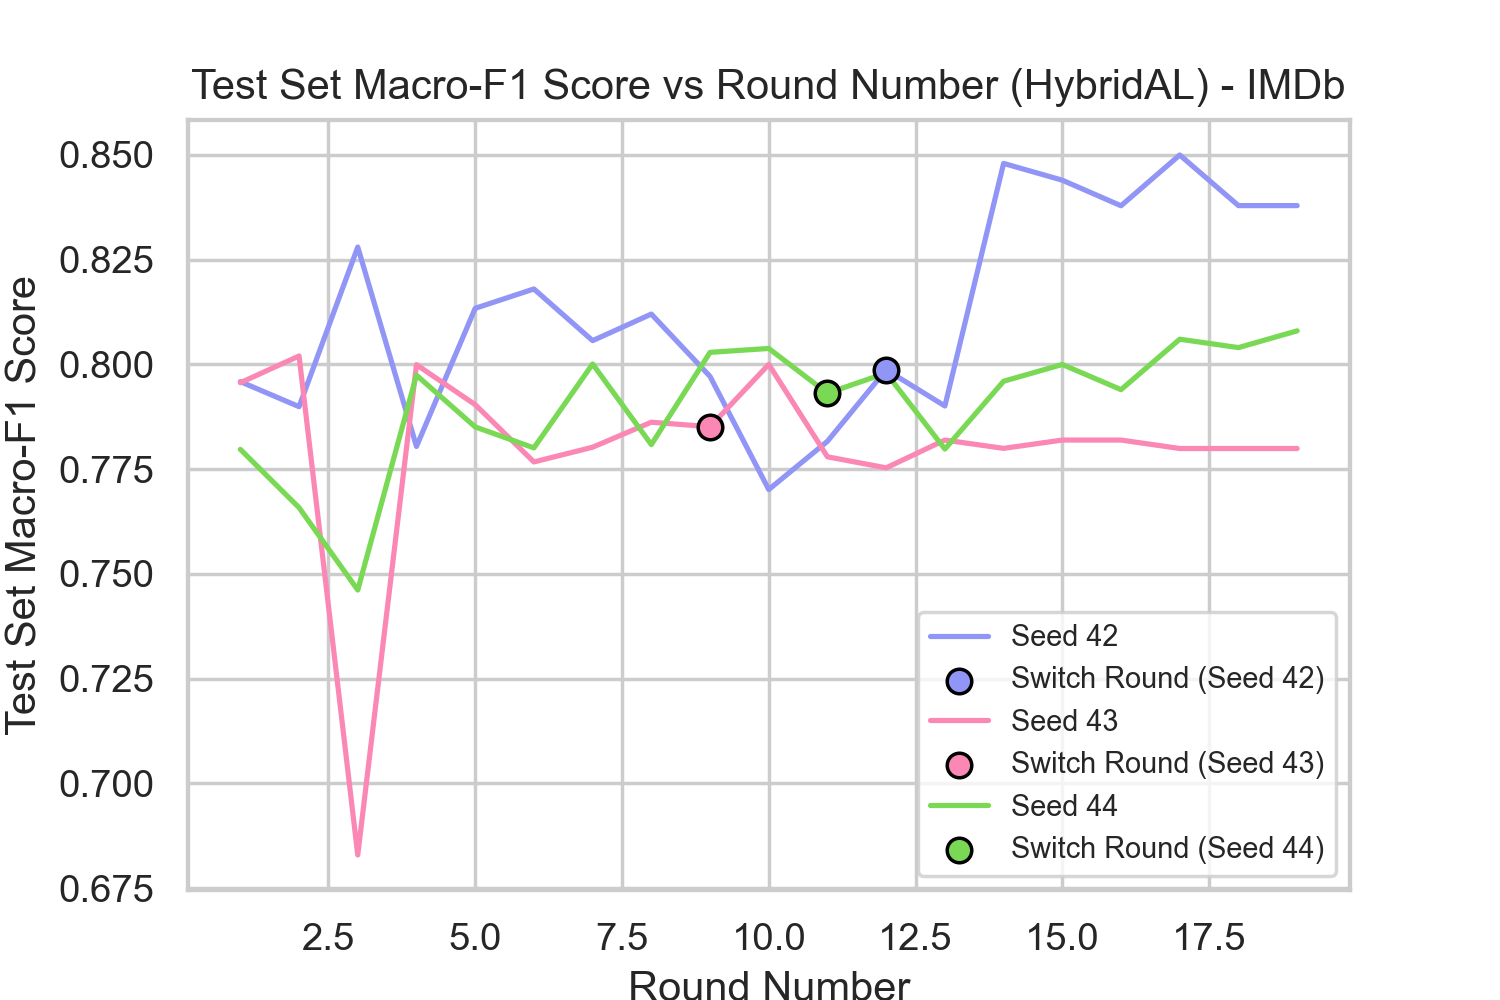 Test Set Macro-F1 Score vs Round Number (HybridAL) - IMDb
Test Set Macro-F1 Score
0.850
0.825
0.800
0.775
0.750
0.725
0.700
0.675
Seed 42
Switch Round (Seed 42)
Seed 43
Switch Round (Seed 43)
Seed 44
Switch Round (Seed 44)
2.5 5.0 7.5 10.0 12.5 15.0 17.5
Round Number